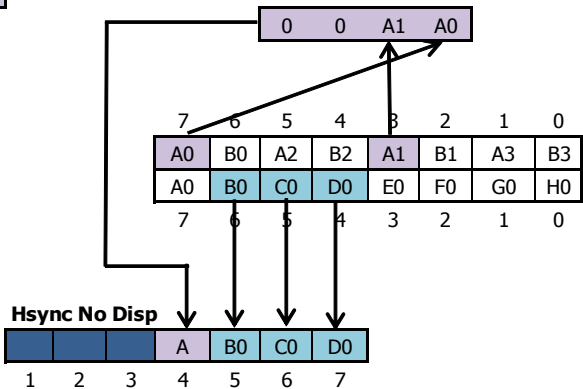 0 0 A1 A0
7 6 5 4 3 2 1 0
A0 B0 A2 B2 A1 B1 A3 B3
A0 B0 C0 D0 E0 F0 G0 H0
7 6 5 4 3 2 1 0
Hsync No Disp
A B0 C0 D0
1 2 3 4 5 6 7